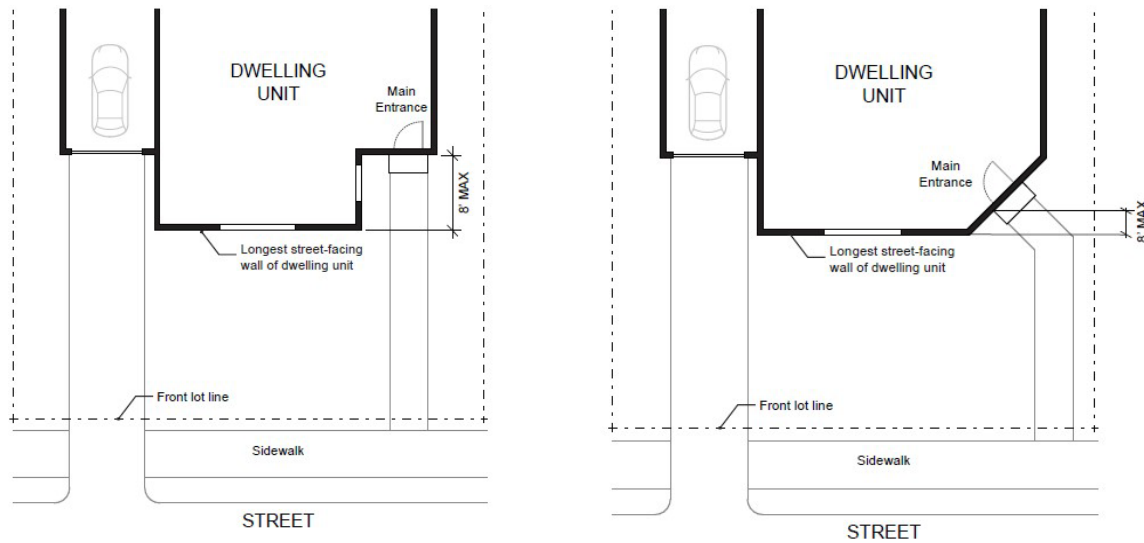 DWELLING
UNIT
Main
Entrance
8' MAX
Longest street-facing
wall of dwelling unit
Front lot line
Sidewalk
STREET
DWELLING
UNIT
Main
Entrance
8' MAX
Longest street-facing
wall of dwelling unit
Front lot line
Sidewalk
STREET